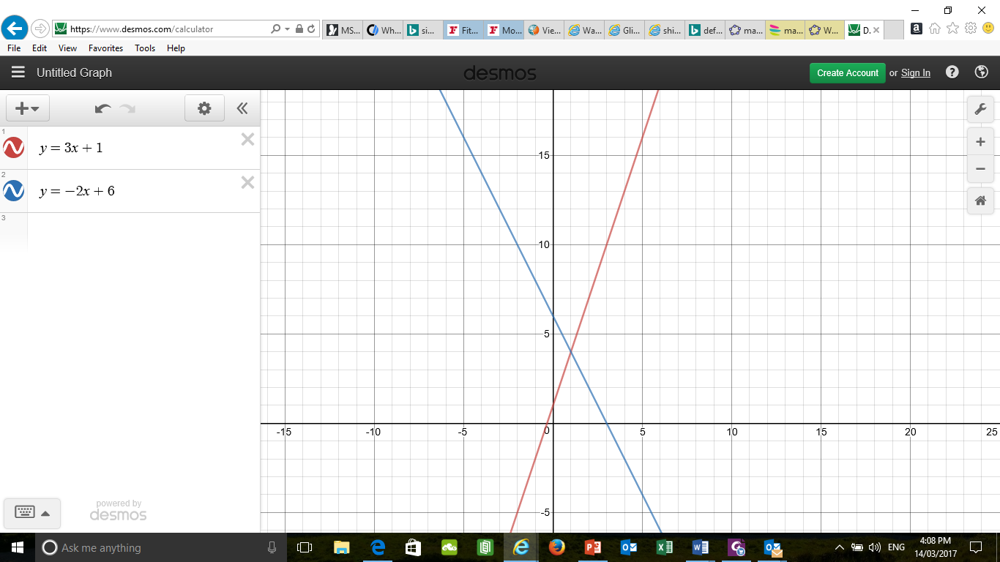 https://www.desmos.com/calculator
MS...
Wh...
si...
Fit...
Mo...
Vie...
Wa...
Gli...
shi...
def...
ma...
ma...
W...
D.
File Edit View Favorites Tools Help
Untitled Graph
desmos
Create Account or Sign In
1
y = 3x + 1
2
y = −2x + 6
3
15
10
5
-15 -10 -5 0 5 10 15 20 25
-5
powered by
desmos
Ask me anything
ENG
4:08 PM
14/03/2017